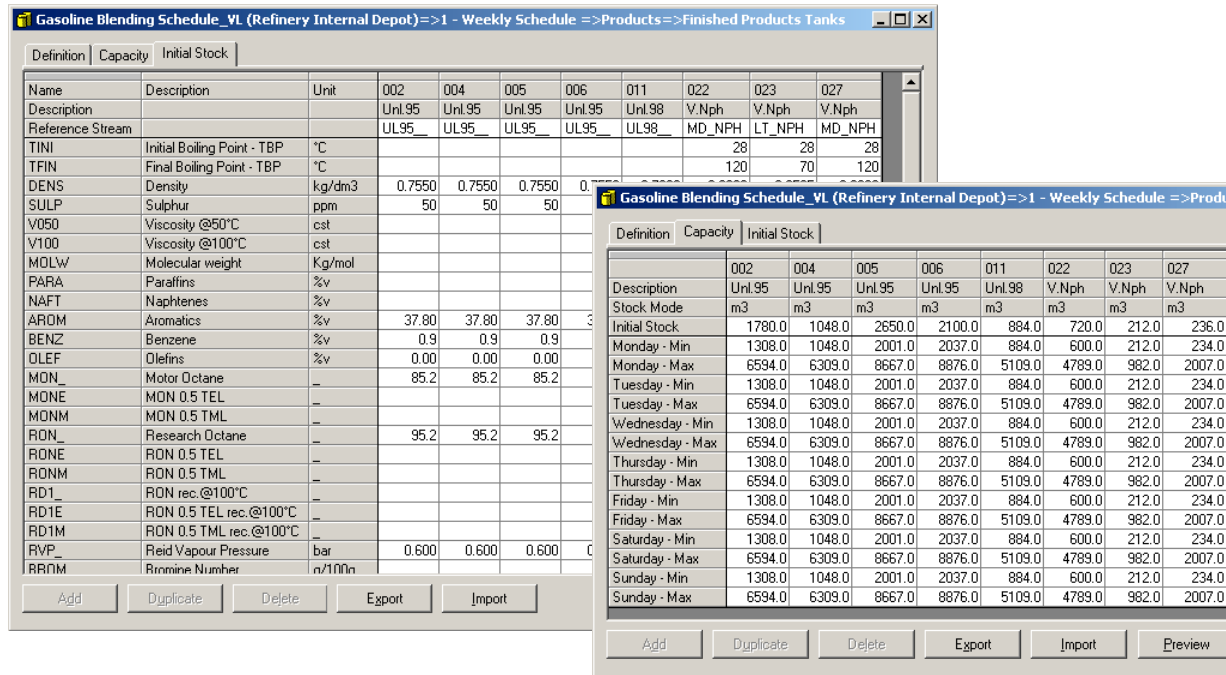 Gasoline Blending Schedule_VL (Refinery Internal Depot)=>1 - Weekly Schedule =>Products=>Finished Products Tanks
Definition Capacity Initial Stock
Name Description Unit 002 004 005 006 011 022 023 027
Description Unl.95 Unl.95 Unl.95 Unl.95 Unl.98 V.Nph V.Nph V.Nph
Reference Stream UL95__ UL95__ UL95__ UL95__ UL98__ MD_NPH LT_NPH MD_NPH
TINI Initial Boiling Point - TBP °C 28 28 28
TFIN Final Boiling Point - TBP °C 120 70 120
DENS Density kg/dm3 0.7550 0.7550 0.7550
SULP Sulphur ppm 50 50 50
V050 Viscosity @50°C cst
V100 Viscosity @100°C cst
MOLW Molecular weight Kg/mol
PARA Paraffins %v
NAFT Naphtenes %v
AROM Aromatics %v 37.80 37.80 37.80
BENZ Benzene %v 0.9 0.9 0.9
OLEF Olefins %v 0.00 0.00 0.00
MON_ Motor Octane _ 85.2 85.2 85.2
MONE MON 0.5 TEL _
MONM MON 0.5 TML _
RON_ Research Octane _ 95.2 95.2 95.2
RONE RON 0.5 TEL _
RONM RON 0.5 TML _
RD1_ RON rec.@100°C _
RD1E RON 0.5 TEL rec.@100°C _
RD1M RON 0.5 TML rec.@100°C _
RVP_ Reid Vapour Pressure bar 0.600 0.600 0.600
BROM Bromine Number g/100g
Add Duplicate Delete Export Import
Gasoline Blending Schedule_VL (Refinery Internal Depot)=>1 - Weekly Schedule =>Produ
Definition Capacity Initial Stock
002 004 005 006 011 022 023 027
Description Unl.95 Unl.95 Unl.95 Unl.95 Unl.98 V.Nph V.Nph V.Nph
Stock Mode m3 m3 m3 m3 m3 m3 m3 m3
Initial Stock 1780.0 1048.0 2650.0 2100.0 884.0 720.0 212.0 236.0
Monday - Min 1308.0 1048.0 2001.0 2037.0 884.0 600.0 212.0 234.0
Monday - Max 6594.0 6309.0 8667.0 8876.0 5109.0 4789.0 982.0 2007.0
Tuesday - Min 1308.0 1048.0 2001.0 2037.0 884.0 600.0 212.0 234.0
Tuesday - Max 6594.0 6309.0 8667.0 8876.0 5109.0 4789.0 982.0 2007.0
Wednesday - Min 1308.0 1048.0 2001.0 2037.0 884.0 600.0 212.0 234.0
Wednesday - Max 6594.0 6309.0 8667.0 8876.0 5109.0 4789.0 982.0 2007.0
Thursday - Min 1308.0 1048.0 2001.0 2037.0 884.0 600.0 212.0 234.0
Thursday - Max 6594.0 6309.0 8667.0 8876.0 5109.0 4789.0 982.0 2007.0
Friday - Min 1308.0 1048.0 2001.0 2037.0 884.0 600.0 212.0 234.0
Friday - Max 6594.0 6309.0 8667.0 8876.0 5109.0 4789.0 982.0 2007.0
Saturday - Min 1308.0 1048.0 2001.0 2037.0 884.0 600.0 212.0 234.0
Saturday - Max 6594.0 6309.0 8667.0 8876.0 5109.0 4789.0 982.0 2007.0
Sunday - Min 1308.0 1048.0 2001.0 2037.0 884.0 600.0 212.0 234.0
Sunday - Max 6594.0 6309.0 8667.0 8876.0 5109.0 4789.0 982.0 2007.0
Add Duplicate Delete Export Import Preview